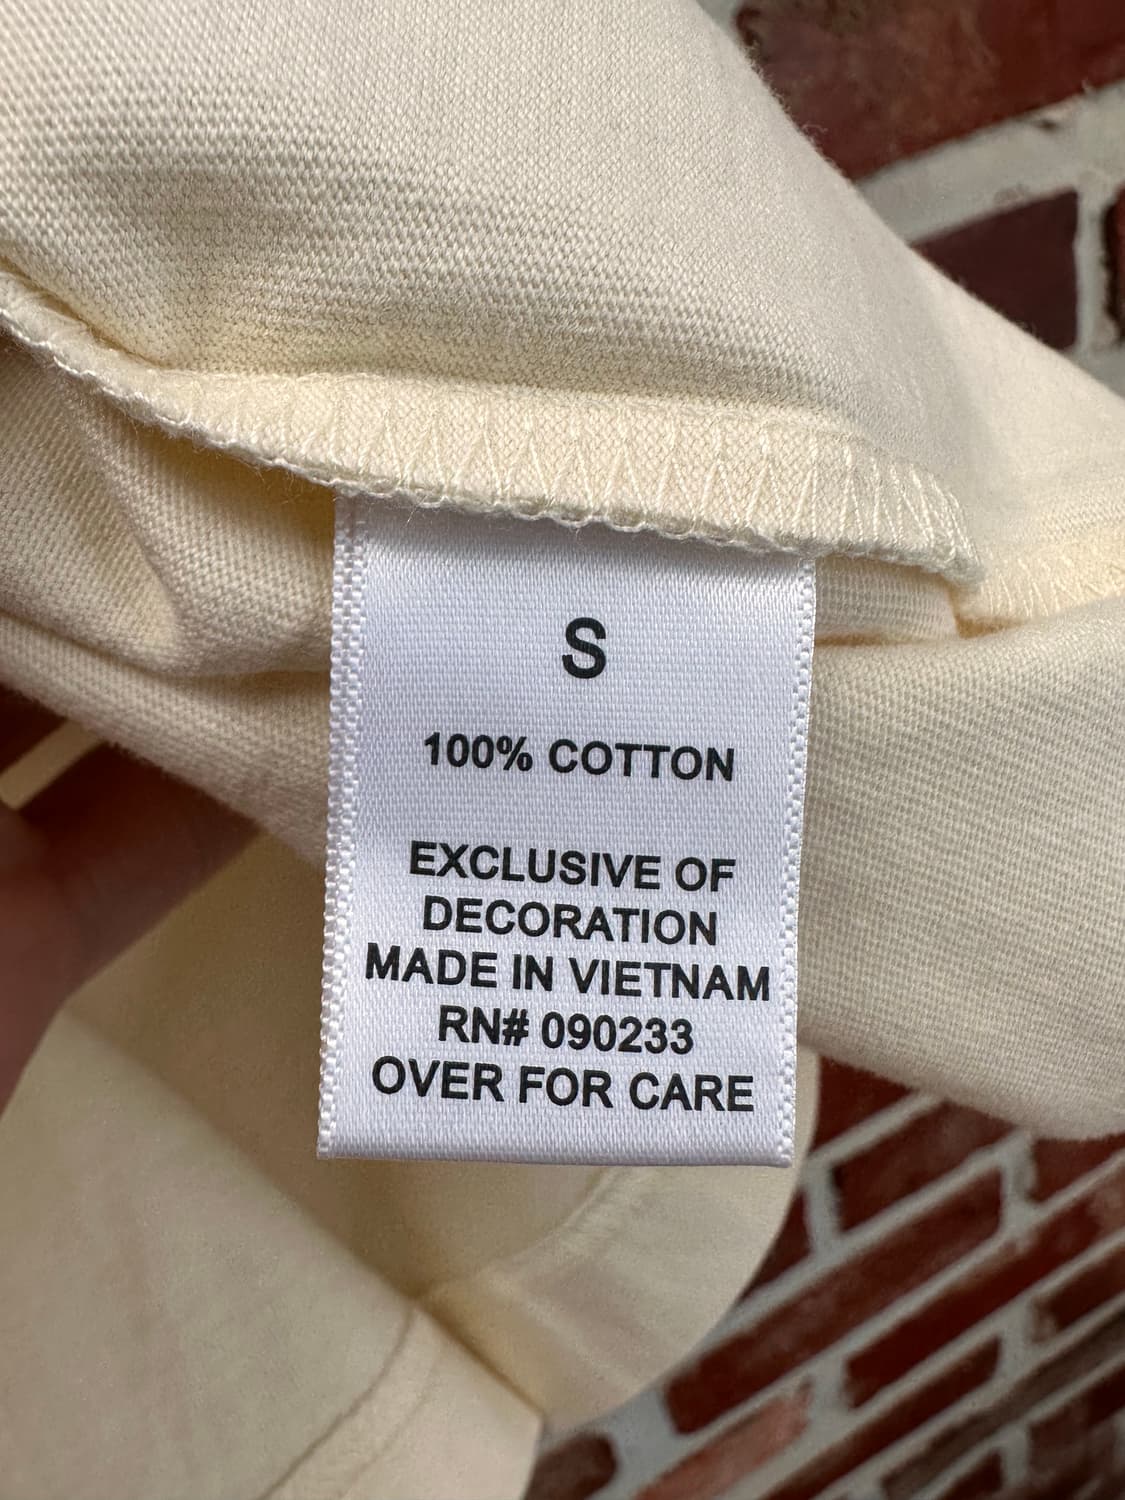 S
100% COTTON
EXCLUSIVE OF
DECORATION
MADE IN VIETNAM
RN# 090233
OVER FOR CARE